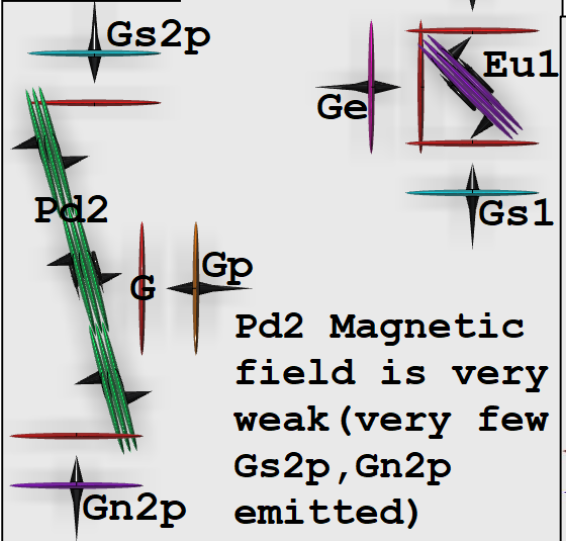 Gs2p
Eu1
Ge
Pd2
Gs1
G
Gp
Pd2 Magnetic
field is very
weak(very few
Gs2p,Gn2p
emitted)
Gn2p